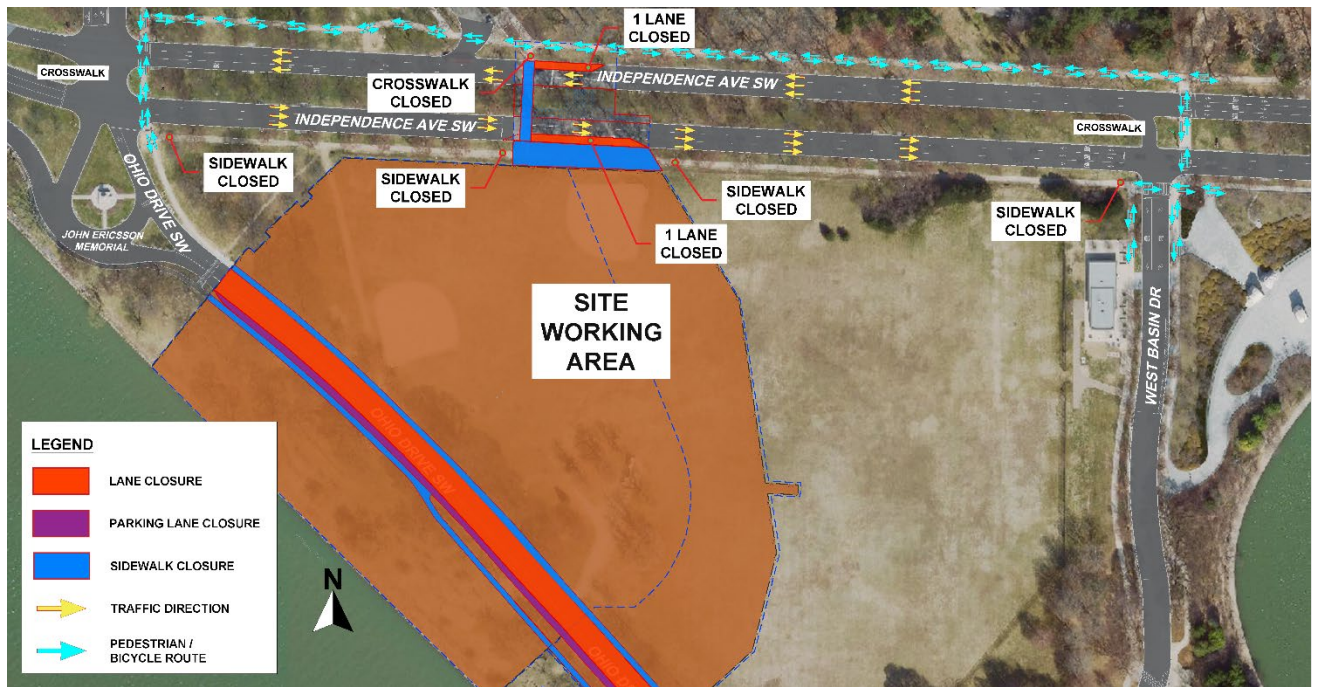 1 LANE
CLOSED
CROSSWALK
CROSSWALK
CLOSED
INDEPENDENCE AVE SW
INDEPENDENCE AVE SW
CROSSWALK
SIDEWALK
CLOSED
SIDEWALK
CLOSED
SIDEWALK
CLOSED
SIDEWALK
CLOSED
1 LANE
CLOSED
OHIO DRIVE SW
JOHN ERICSSON
MEMORIAL
SITE
WORKING
AREA
WEST BASIN DR
OHIO DRIVE SW
OHIO D
LEGEND
LANE CLOSURE
PARKING LANE CLOSURE
SIDEWALK CLOSURE
TRAFFIC DIRECTION
PEDESTRIAN /
BICYCLE ROUTE
N